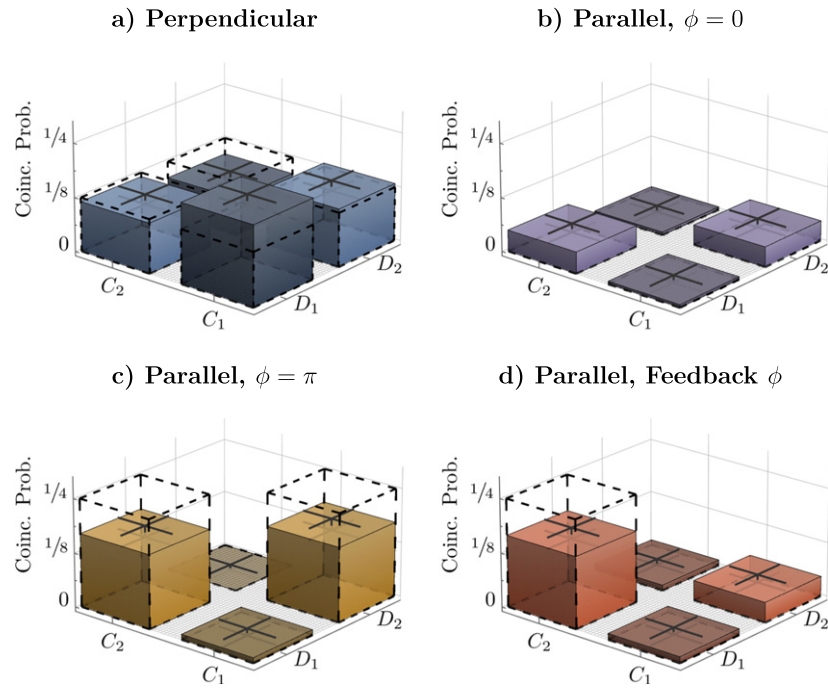 a) Perpendicular
b) Parallel, ϕ = 0
Coinc. Prob.
1/4
1/8
0
C₂
C₁
D₁
D₂
Coinc. Prob.
1/4
1/8
0
C₂
C₁
D₁
D₂
c) Parallel, ϕ = π
d) Parallel, Feedback ϕ
Coinc. Prob.
1/4
1/8
0
C₂
C₁
D₁
D₂
Coinc. Prob.
1/4
1/8
0
C₂
C₁
D₁
D₂